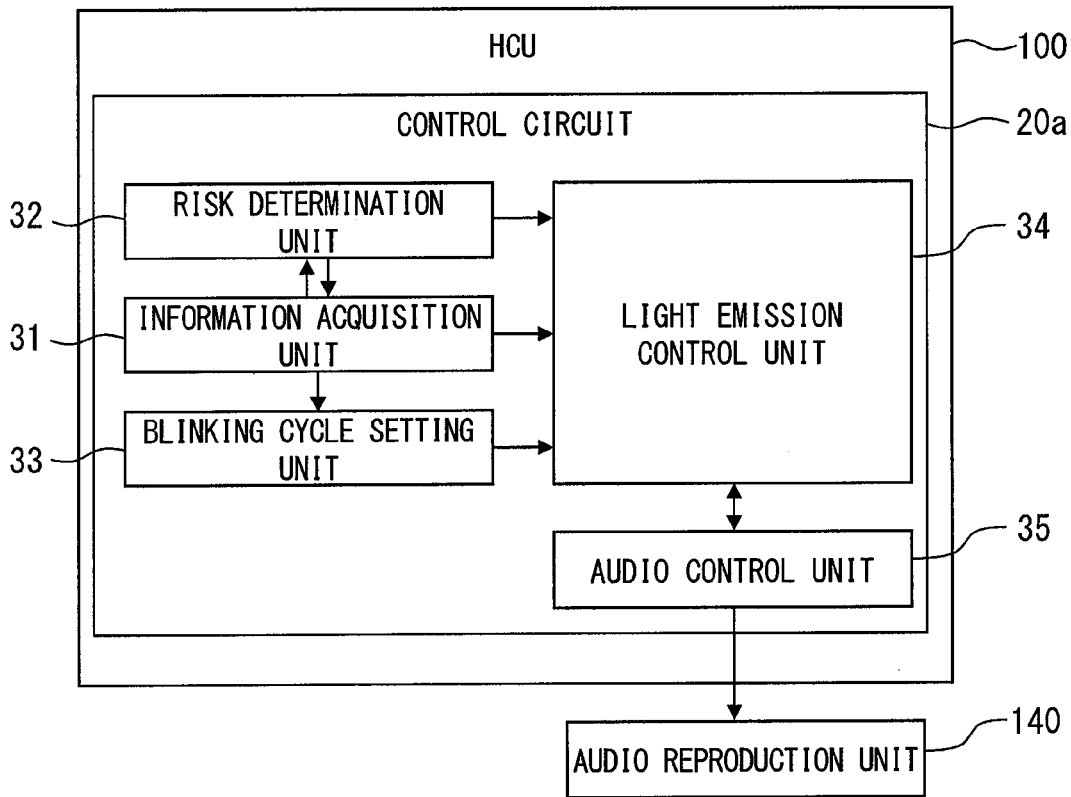 HCU
100
CONTROL CIRCUIT
20a
32
RISK DETERMINATION
UNIT
34
31
INFORMATION ACQUISITION
UNIT
LIGHT EMISSION
CONTROL UNIT
33
BLINKING CYCLE SETTING
UNIT
35
AUDIO CONTROL UNIT
140
AUDIO REPRODUCTION UNIT